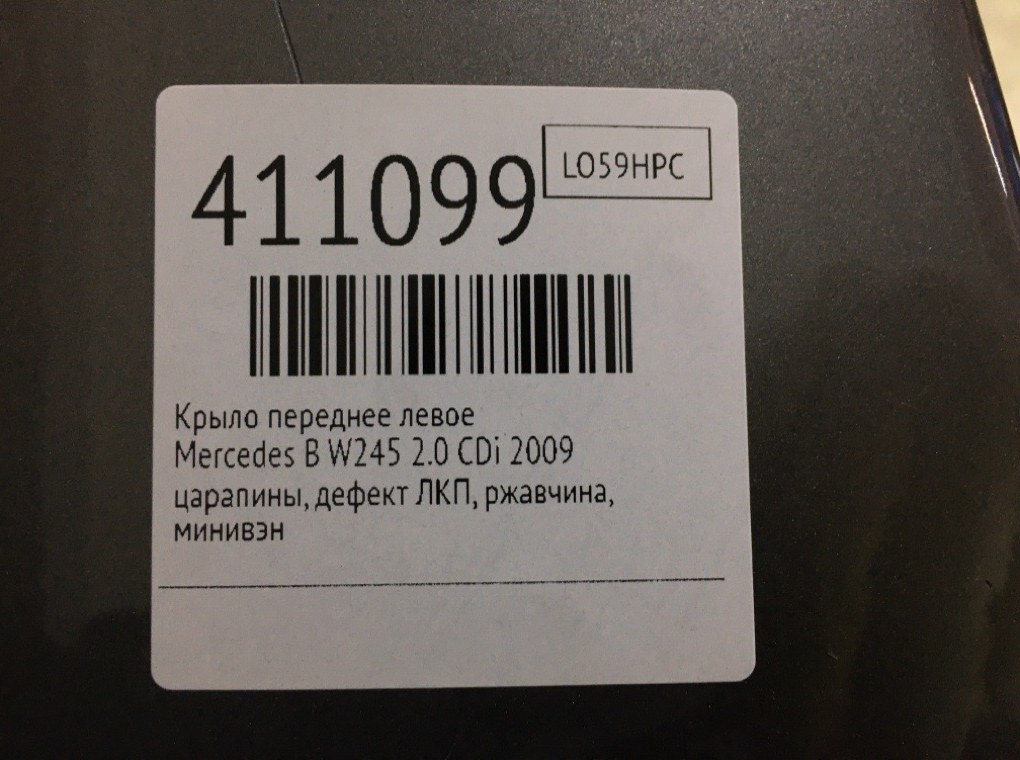 411099
LO59HPC
Крыло переднее левое
Mercedes B W245 2.0 CDi 2009
царапины, дефект ЛКП, ржавчина,
минивэн